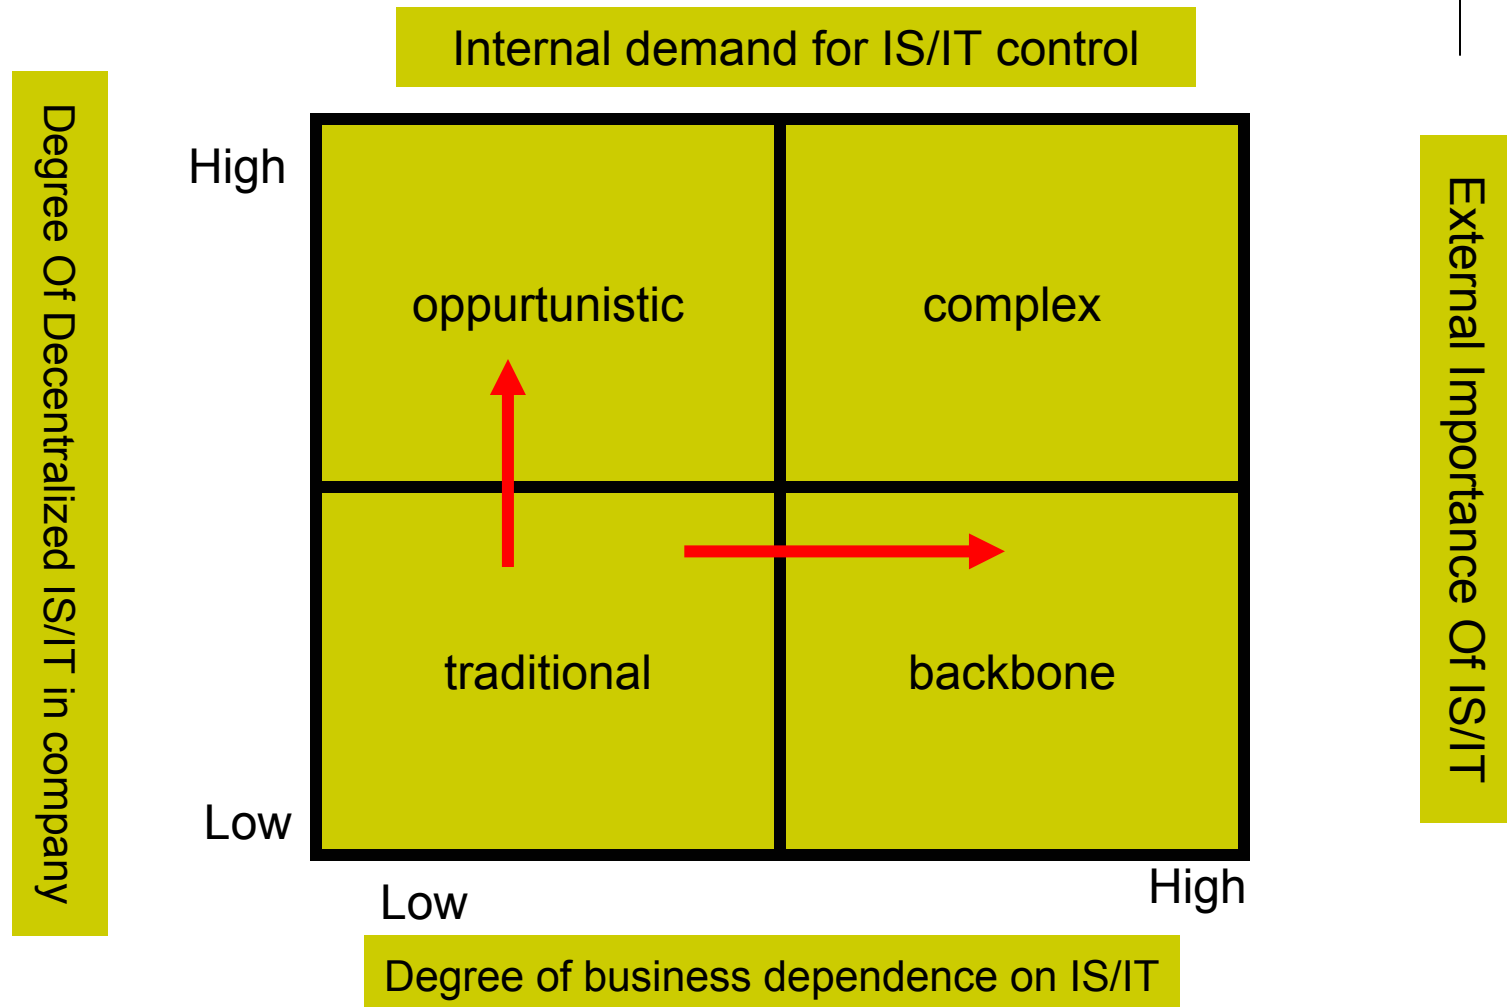 Internal demand for IS/IT control
Degree Of Decentralized IS/IT in company
High
External Importance Of IS/IT
oppurtunistic
complex
traditional
backbone
Low
Low
High
Degree of business dependence on IS/IT